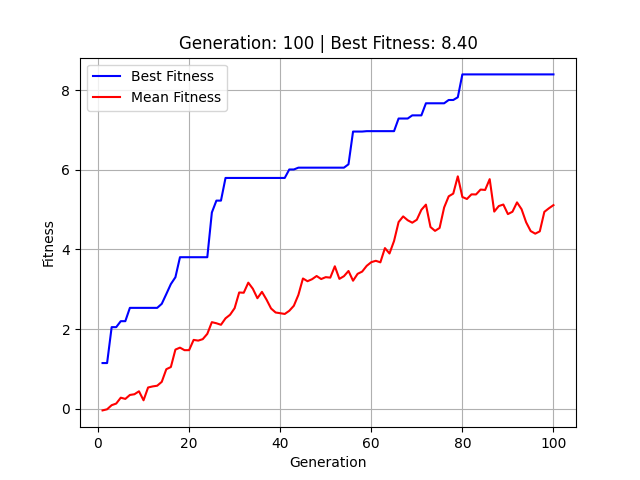 Generation: 100 | Best Fitness: 8.40
Best Fitness
Mean Fitness
8
6
4
2
0
Fitness
0 20 40 60 80 100
Generation